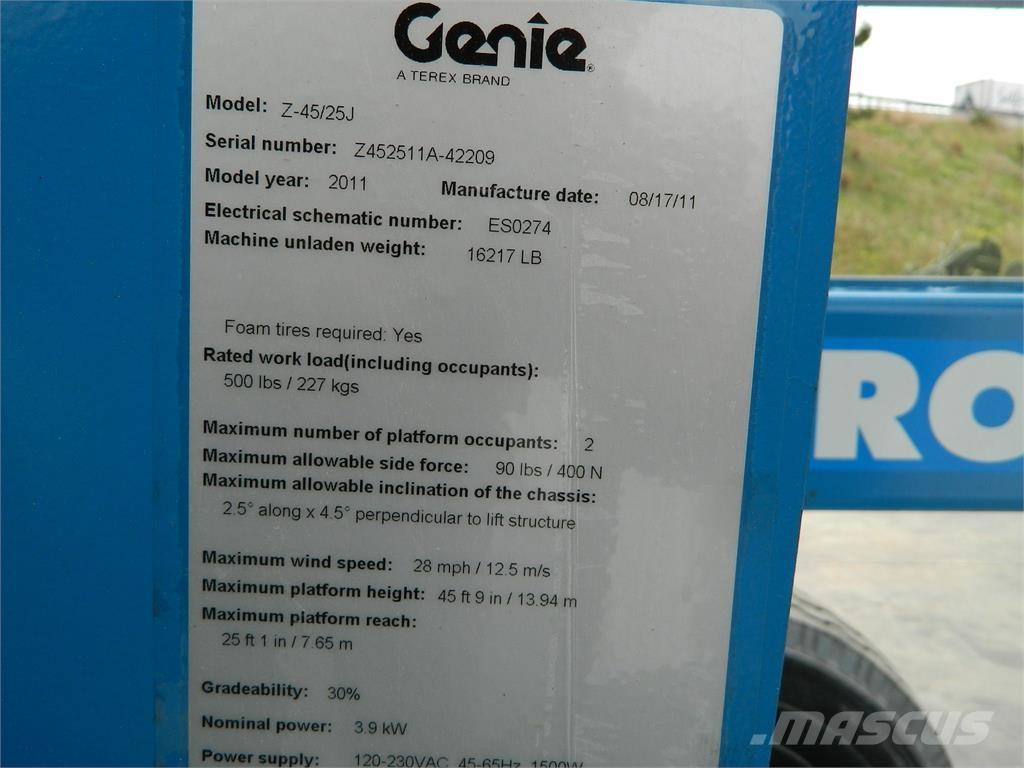 Genie®
A TEREX BRAND
Model: Z-45/25J
Serial number: Z452511A-42209
Model year: 2011 Manufacture date: 08/17/11
Electrical schematic number: ES0274
Machine unladen weight: 16217 LB
Foam tires required: Yes
Rated work load(including occupants):
500 lbs / 227 kgs
Maximum number of platform occupants: 2
Maximum allowable side force: 90 lbs / 400 N
Maximum allowable inclination of the chassis:
2.5° along x 4.5° perpendicular to lift structure
Maximum wind speed: 28 mph / 12.5 m/s
Maximum platform height: 45 ft 9 in / 13.94 m
Maximum platform reach:
25 ft 1 in / 7.65 m
Gradeability: 30%
Nominal power: 3.9 kW
Power supply: 120-230VAC, 45-65Hz, 1500W
RO
.MASCUS